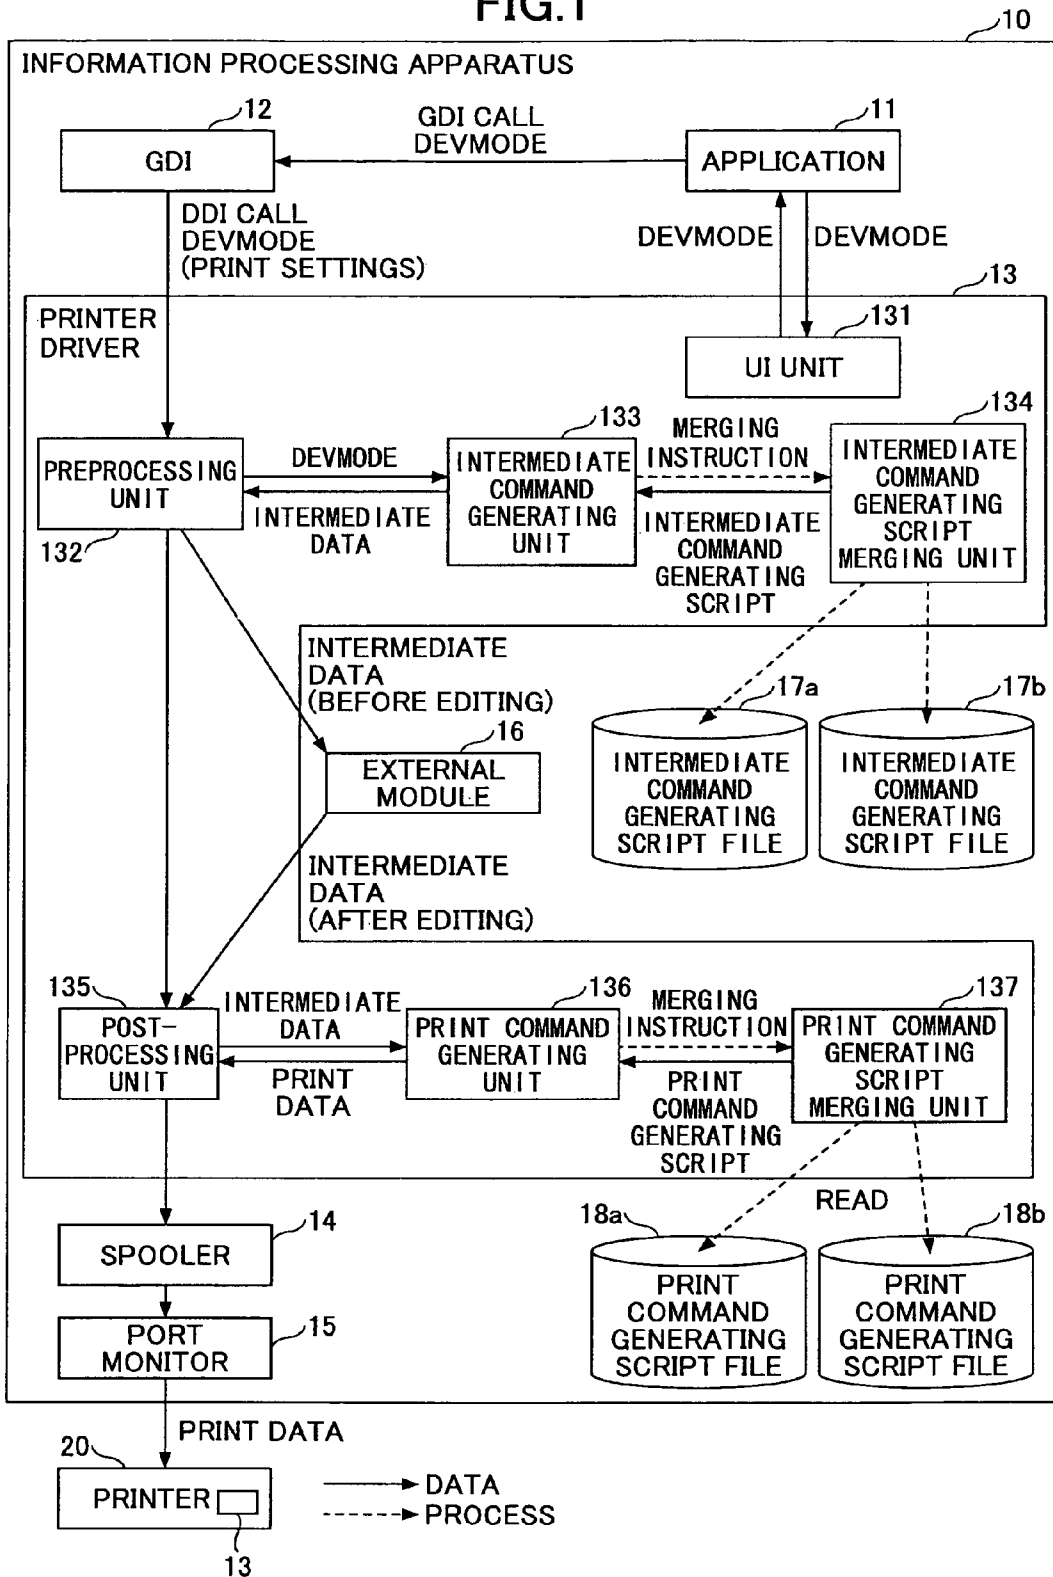 FIG.1
10
INFORMATION PROCESSING APPARATUS
12
GDI
GDI CALL
DEVMODE
11
APPLICATION
DDI CALL
DEVMODE
(PRINT SETTINGS)
DEVMODE
DEVMODE
13
PRINTER
DRIVER
131
UI UNIT
PREPROCESSING
UNIT
132
DEVMODE
INTERMEDIATE
DATA
133
INTERMEDIATE
COMMAND
GENERATING
UNIT
MERGING
INSTRUCTION
INTERMEDIATE
COMMAND
GENERATING
SCRIPT
134
INTERMEDIATE
COMMAND
GENERATING
SCRIPT
MERGING UNIT
INTERMEDIATE
DATA
(BEFORE EDITING)
16
EXTERNAL
MODULE
INTERMEDIATE
DATA
(AFTER EDITING)
17a
INTERMEDIATE
COMMAND
GENERATING
SCRIPT FILE
17b
INTERMEDIATE
COMMAND
GENERATING
SCRIPT FILE
135
POST-
PROCESSING
UNIT
INTERMEDIATE
DATA
PRINT
DATA
136
PRINT COMMAND
GENERATING
UNIT
MERGING
INSTRUCTION
PRINT
COMMAND
GENERATING
SCRIPT
137
PRINT COMMAND
GENERATING
SCRIPT
MERGING UNIT
READ
14
SPOOLER
15
PORT
MONITOR
18a
PRINT
COMMAND
GENERATING
SCRIPT FILE
18b
PRINT
COMMAND
GENERATING
SCRIPT FILE
PRINT DATA
20
PRINTER
13
DATA
PROCESS